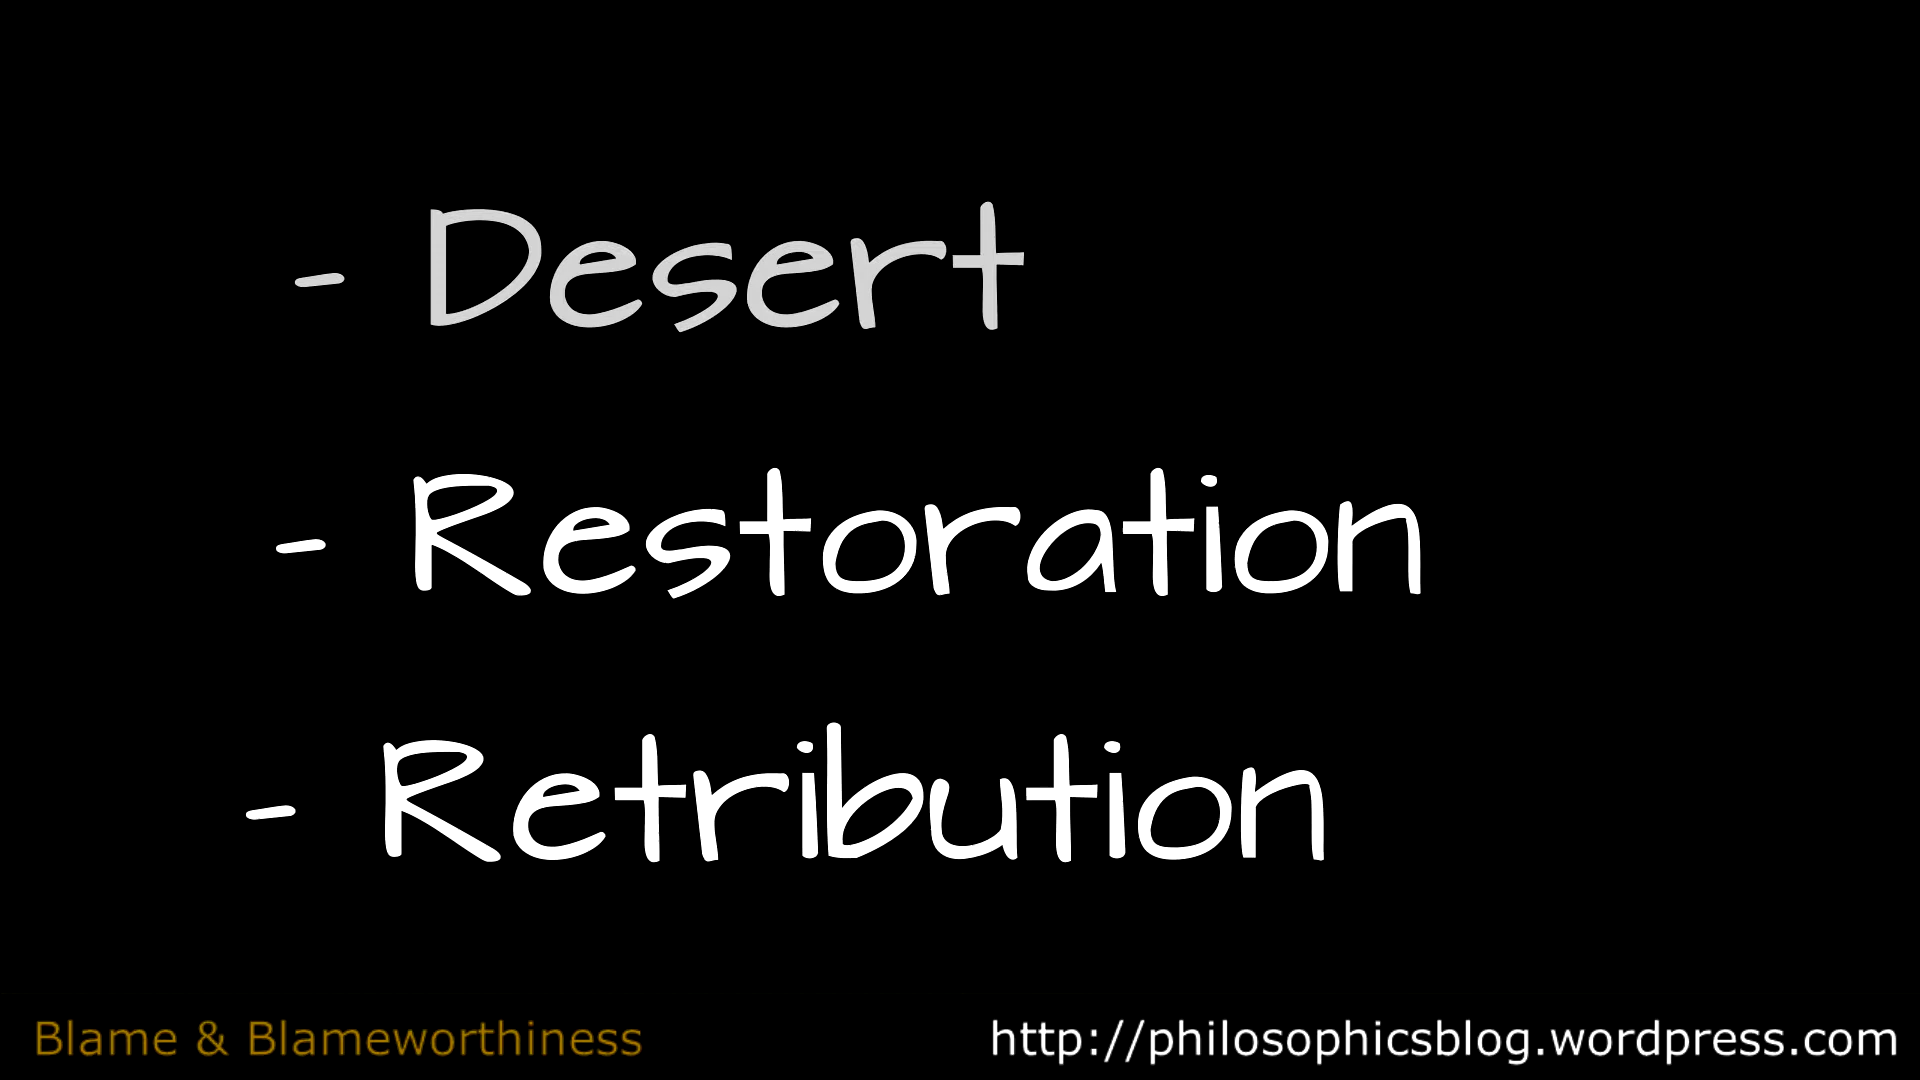 - Desert
- Restoration
- Retribution
Blame & Blameworthiness
http://philosophicsblog.wordpress.com